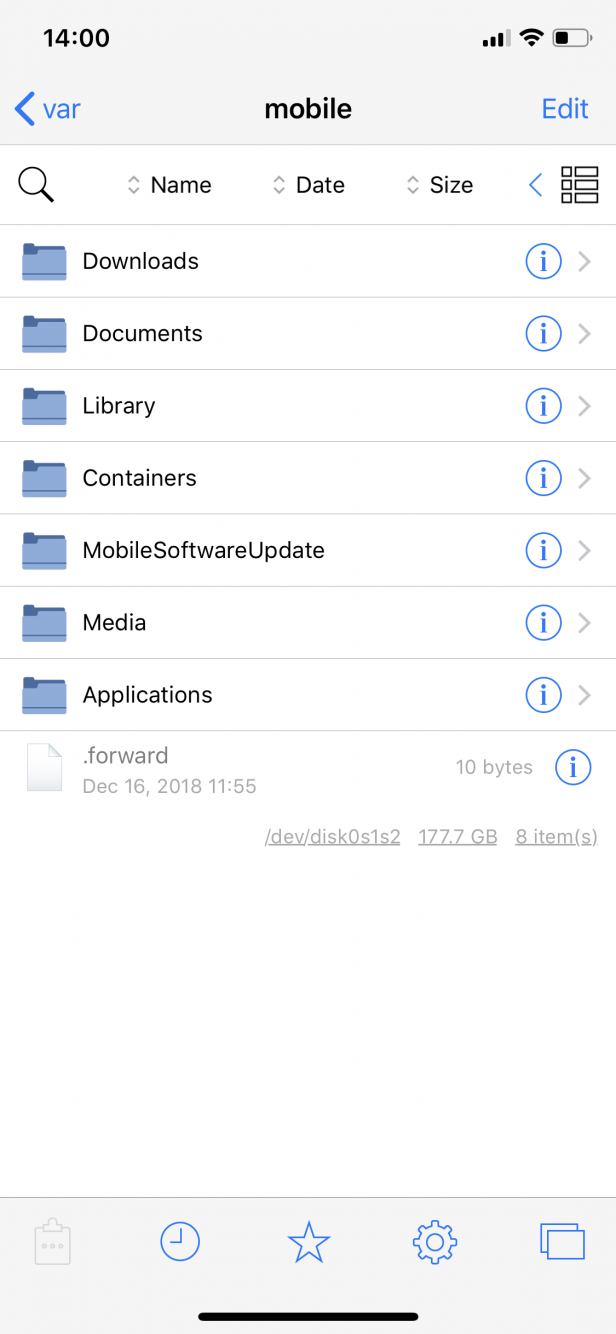 14:00
var mobile Edit
Name Date Size
Downloads
Documents
Library
Containers
MobileSoftwareUpdate
Media
Applications
.forward
Dec 16, 2018 11:55
10 bytes
/dev/disk0s1s2 177.7 GB 8 item(s)